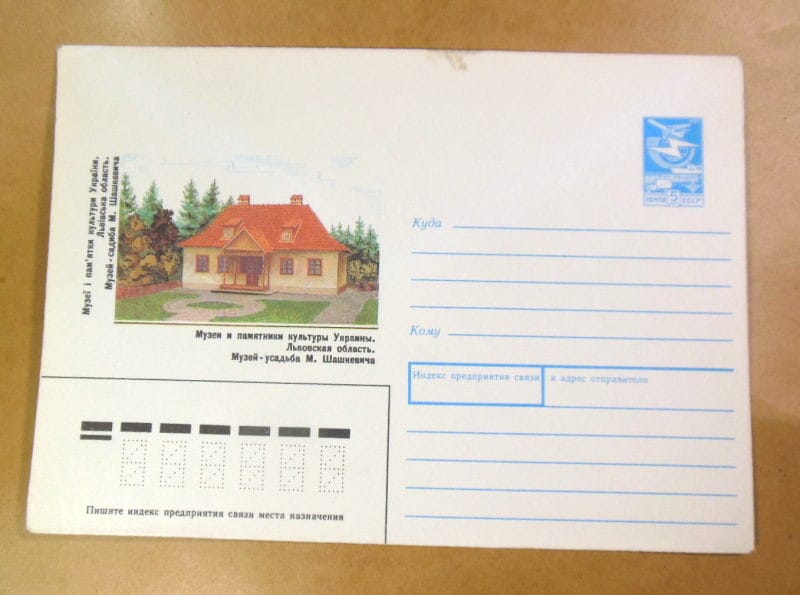 Музеї і пам'ятки культури України.
Львівська область.
Музей-садиба М. Шашкевича
Музеи и памятники культуры Украины.
Львовская область.
Музей-усадьба М. Шашкевича
ПОЧТА 5 СССР
Куда
Кому
Индекс предприятия связи и адрес отправителя
Пишите индекс предприятия связи места назначения